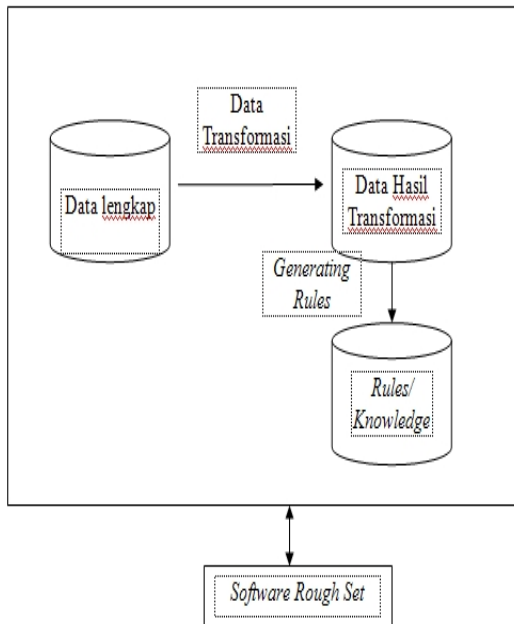 Data
Transformasi
Data lengkap
Data Hasil
Transformasi
Generating
Rules
Rules/
Knowledge
Software Rough Set